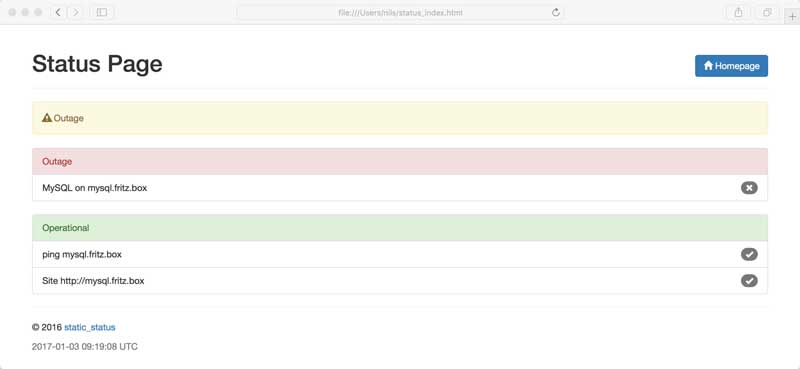 file:///Users/nils/status_index.html
Status Page
Homepage
Outage
Outage
MySQL on mysql.fritz.box
Operational
ping mysql.fritz.box
Site http://mysql.fritz.box
© 2016 static_status
2017-01-03 09:19:08 UTC